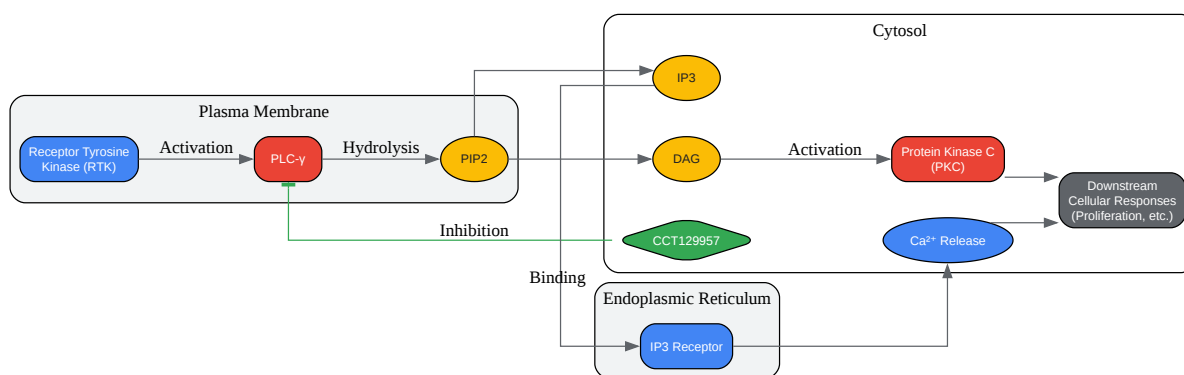 Cytosol
IP3
Plasma Membrane
Receptor Tyrosine
Kinase (RTK)
Activation
PLC-γ
Hydrolysis
PIP2
DAG
Activation
Protein Kinase C
(PKC)
Downstream
Cellular Responses
(Proliferation, etc.)
Inhibition
CCT129957
Ca²⁺ Release
Binding
Endoplasmic Reticulum
IP3 Receptor